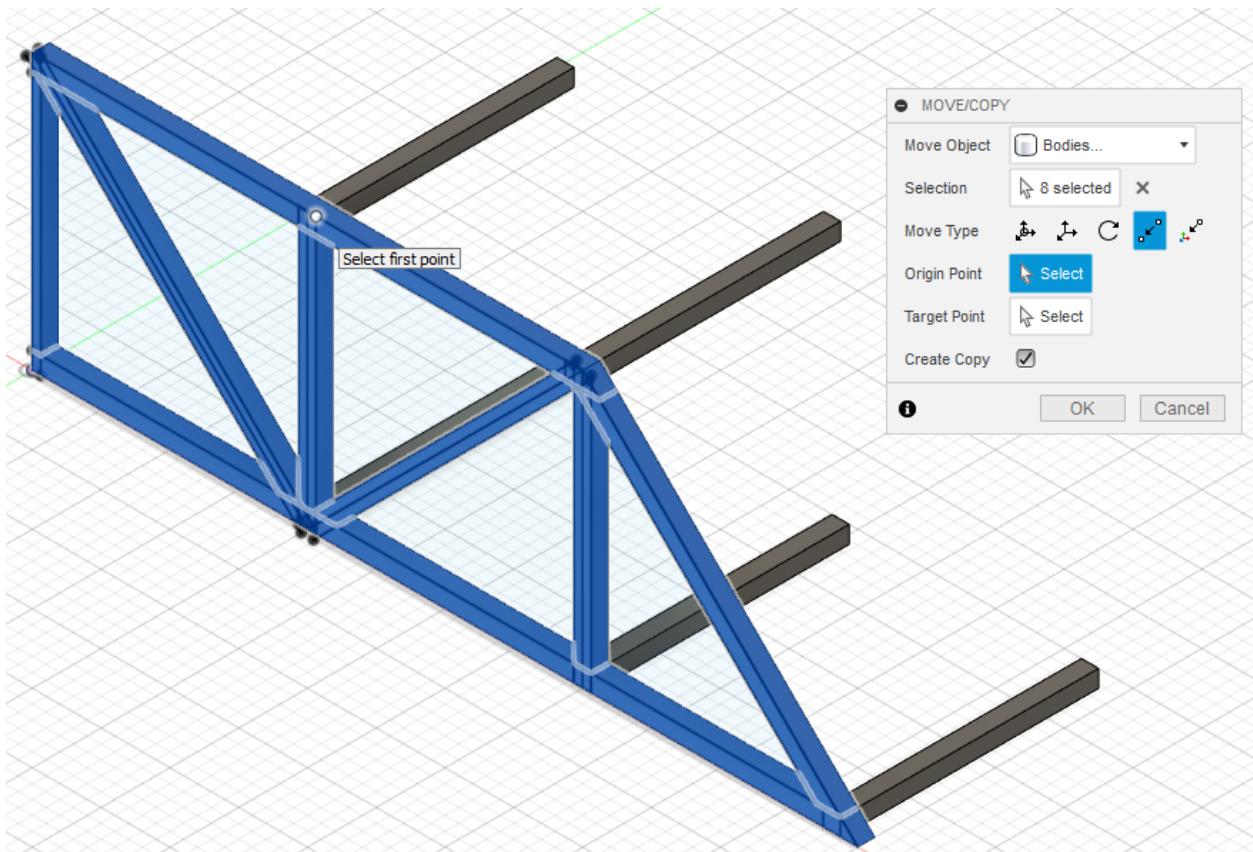 MOVE/COPY
Move Object Bodies...
Selection 8 selected
Move Type
Select first point
Origin Point Select
Target Point Select
Create Copy
OK Cancel